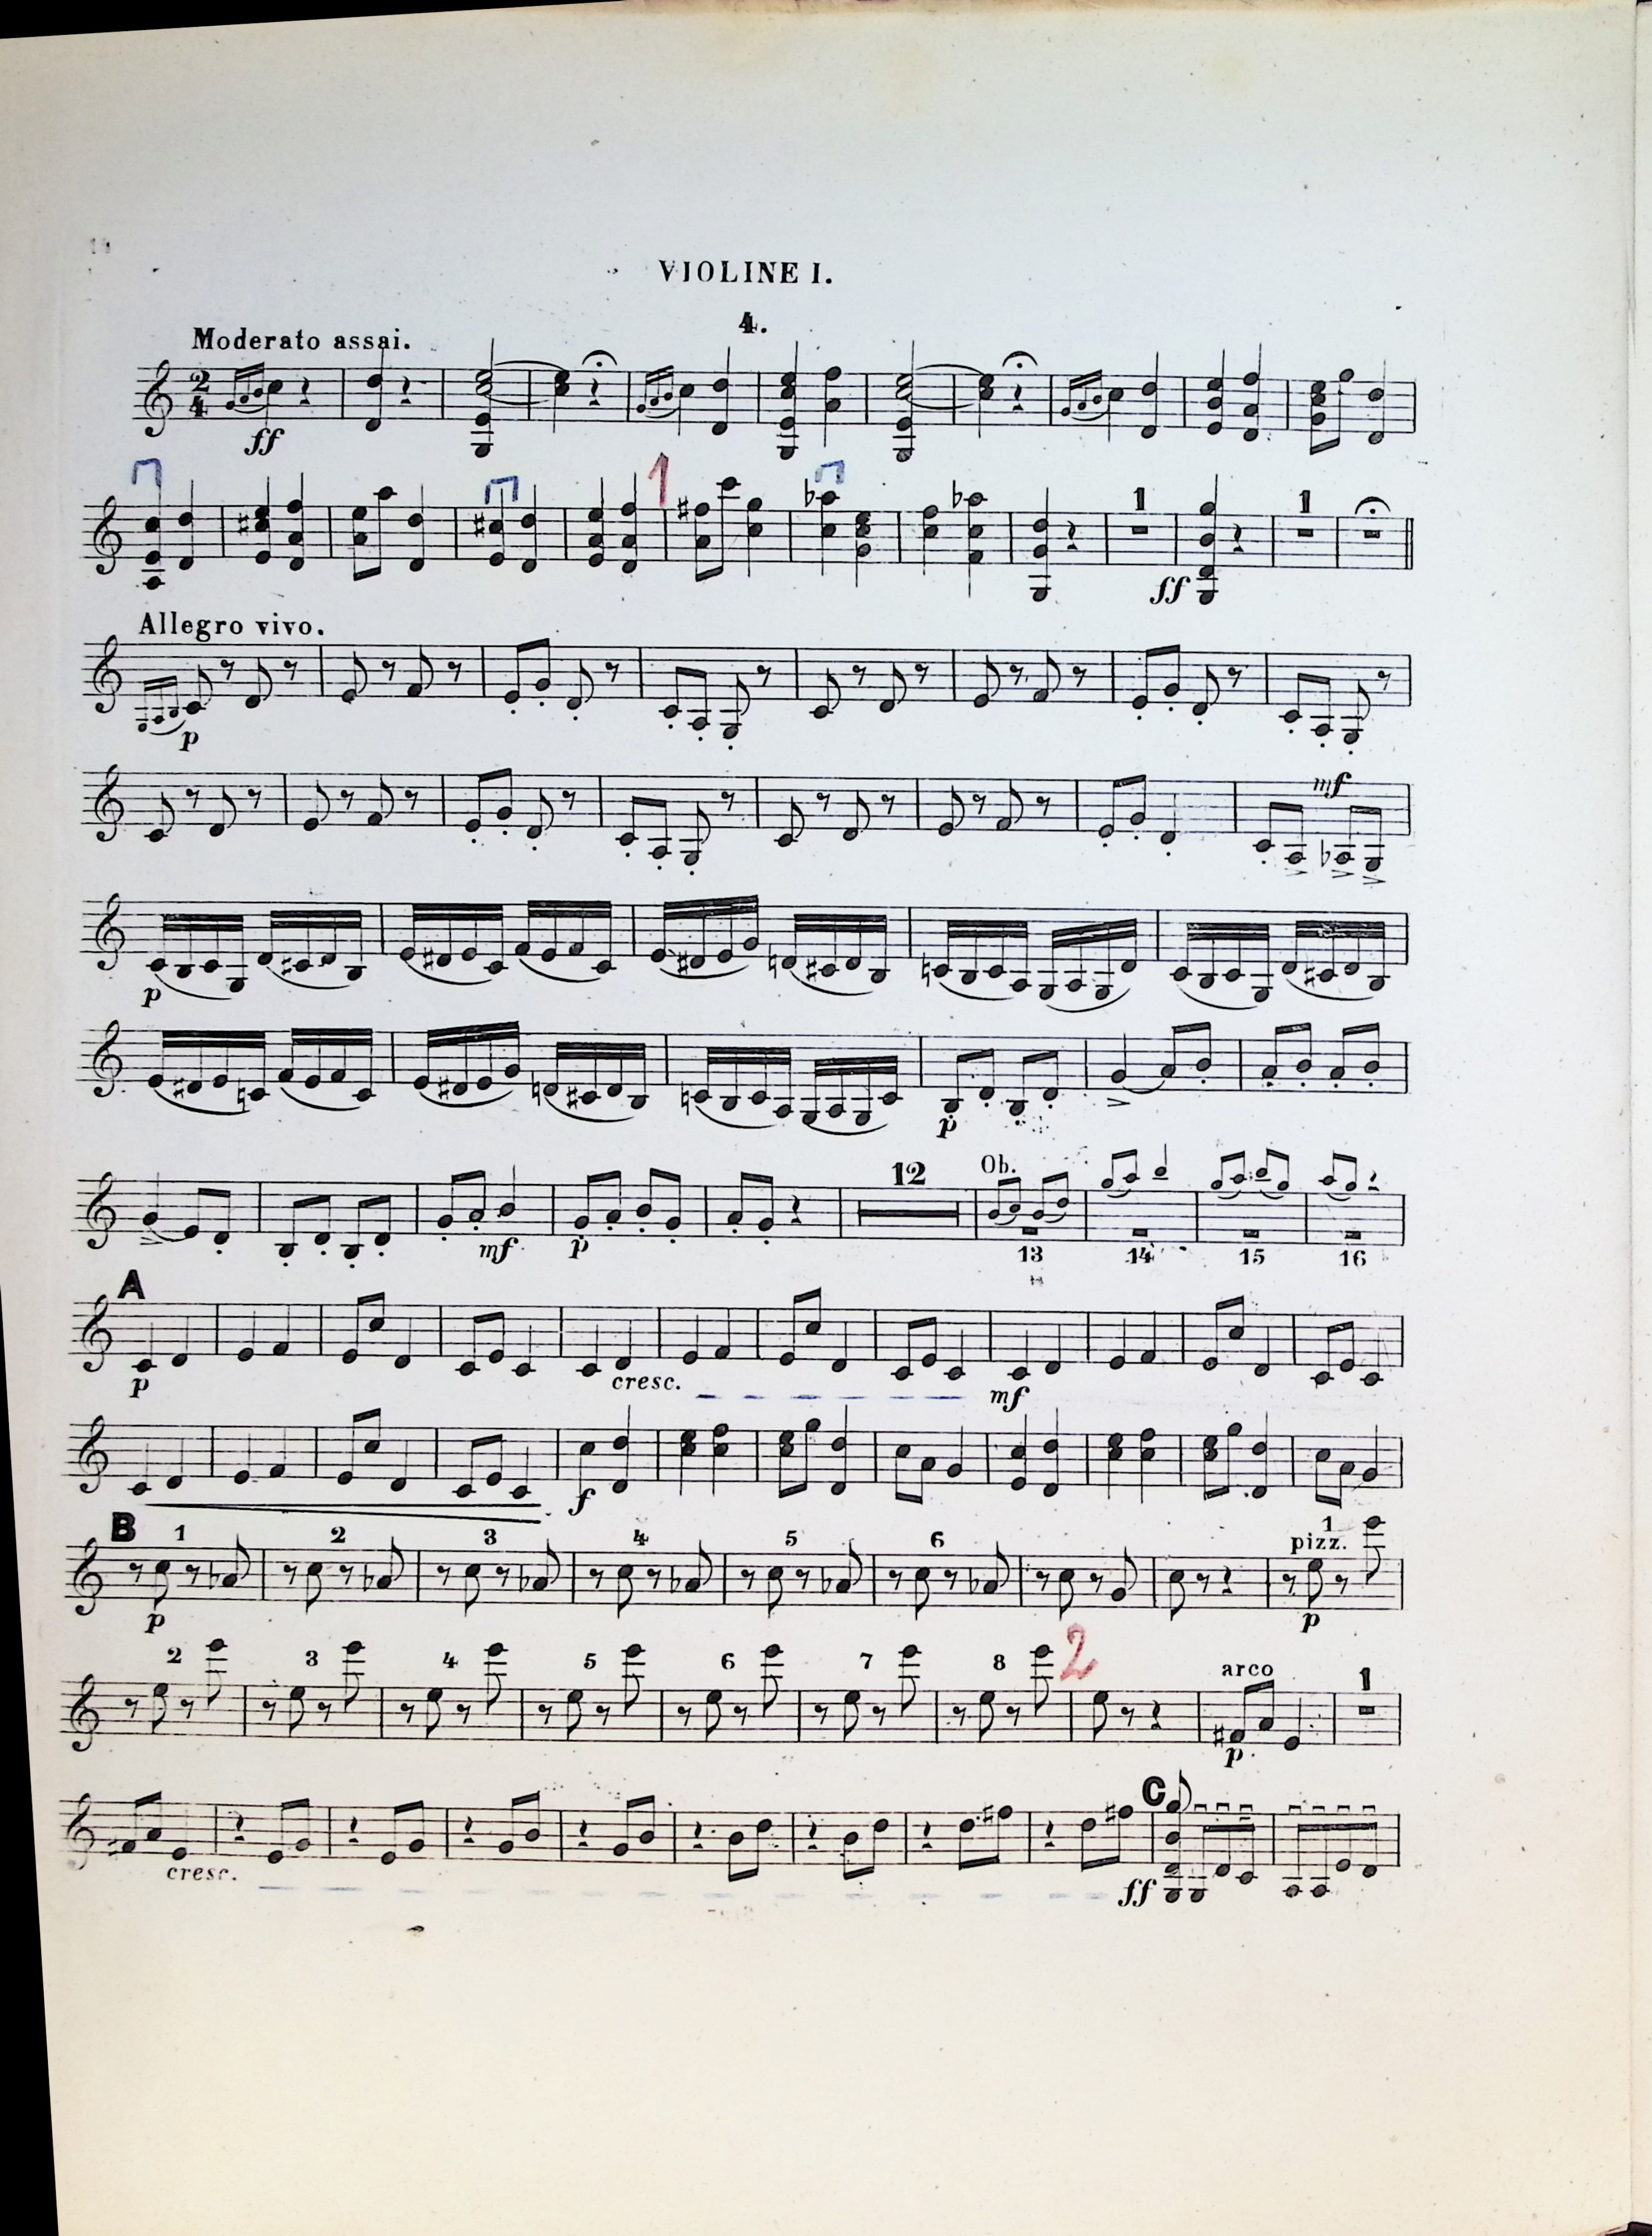 VIOLINE I.
4.
Moderato assai.
2
4
ff
1
1
1
ff
Allegro vivo.
p
mf
p
p
12
Ob.
mf
p
13
14
15
16
A
p
cresc.
mf
f
B
1
2
3
4
5
6
pizz.
1
p
p
2
3
4
5
6
7
8
2
arco
1
p
C
cresc.
ff